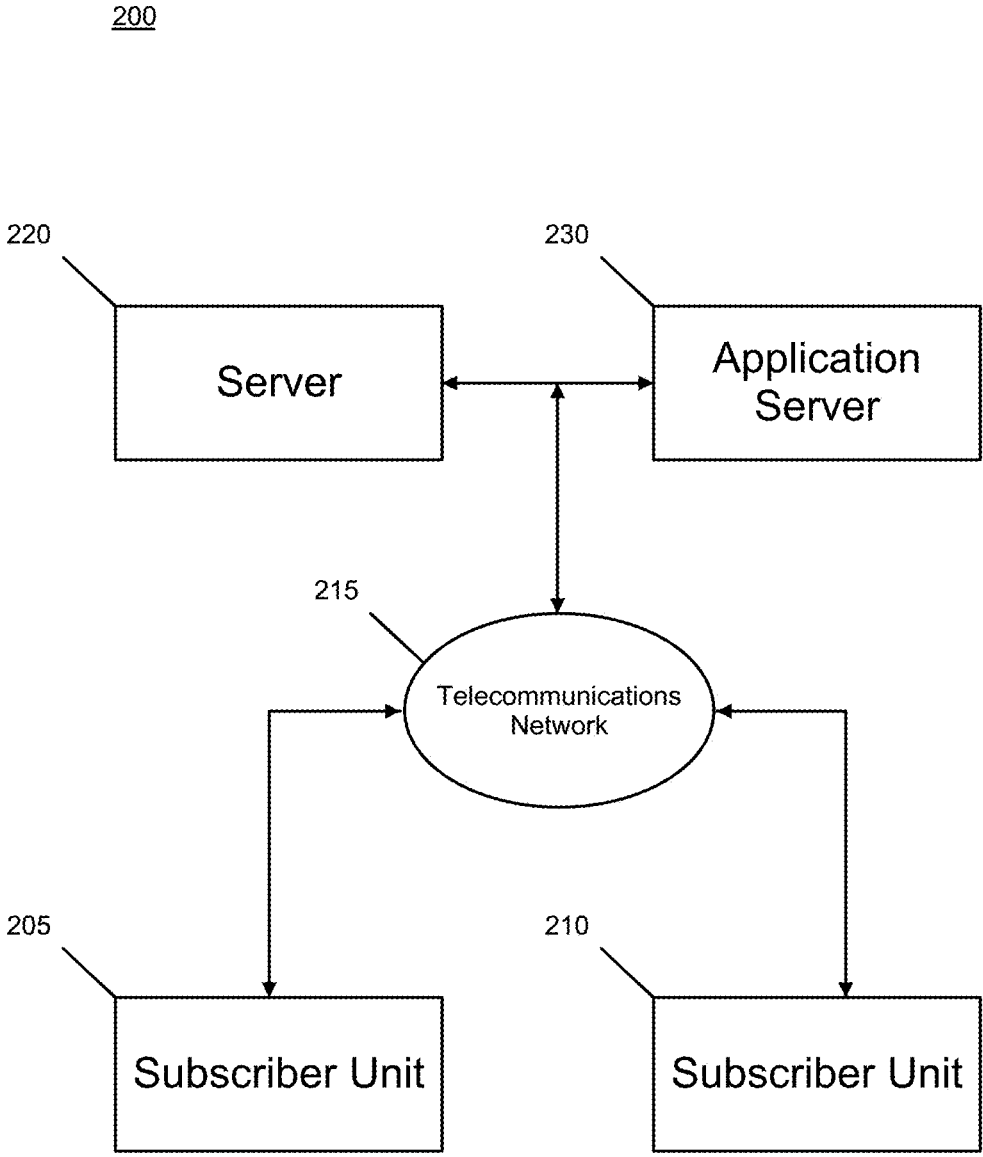 200
220
230
Server
Application
Server
215
Telecommunications
Network
205
210
Subscriber Unit
Subscriber Unit